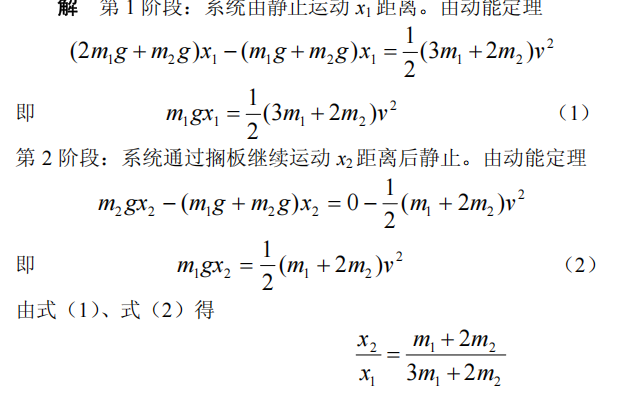 解 第 1 阶段：系统由静止运动 x₁ 距离。由动能定理
(2m₁g + m₂g)x₁ − (m₁g + m₂g)x₁ = 1/2(3m₁ + 2m₂)v²
即 m₁gx₁ = 1/2(3m₁ + 2m₂)v² （1）
第 2 阶段：系统通过搁板继续运动 x₂ 距离后静止。由动能定理
m₂gx₂ − (m₁g + m₂g)x₂ = 0 − 1/2(m₁ + 2m₂)v²
即 m₁gx₂ = 1/2(m₁ + 2m₂)v² （2）
由式（1）、式（2）得
x₂/x₁ = (m₁ + 2m₂)/(3m₁ + 2m₂)